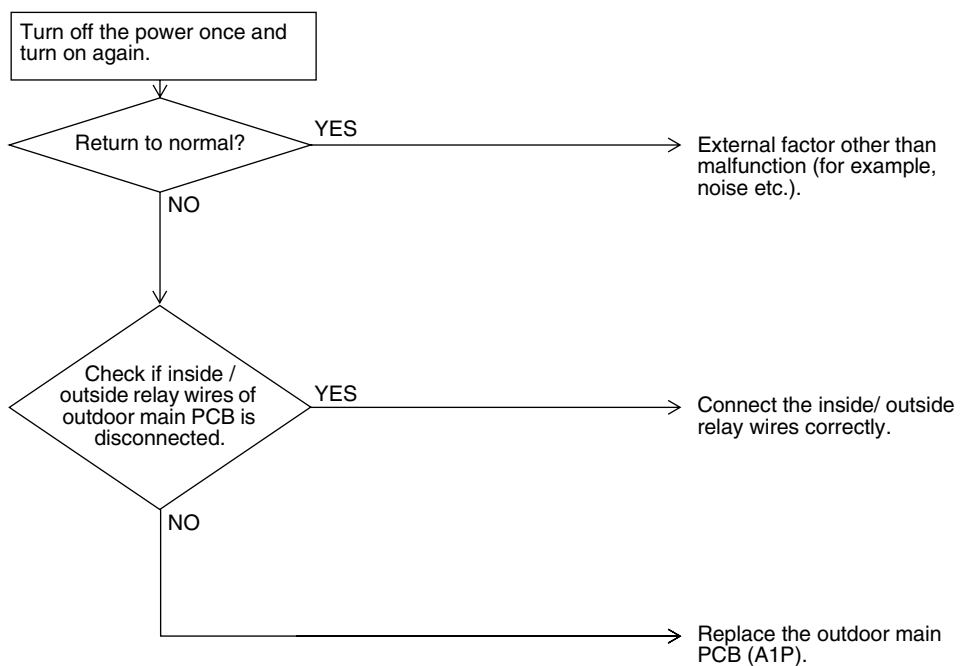 Turn off the power once and
turn on again.
Return to normal?
YES
External factor other than
malfunction (for example,
noise etc.).
NO
Check if inside /
outside relay wires of
outdoor main PCB is
disconnected.
YES
Connect the inside/ outside
relay wires correctly.
NO
Replace the outdoor main
PCB (A1P).